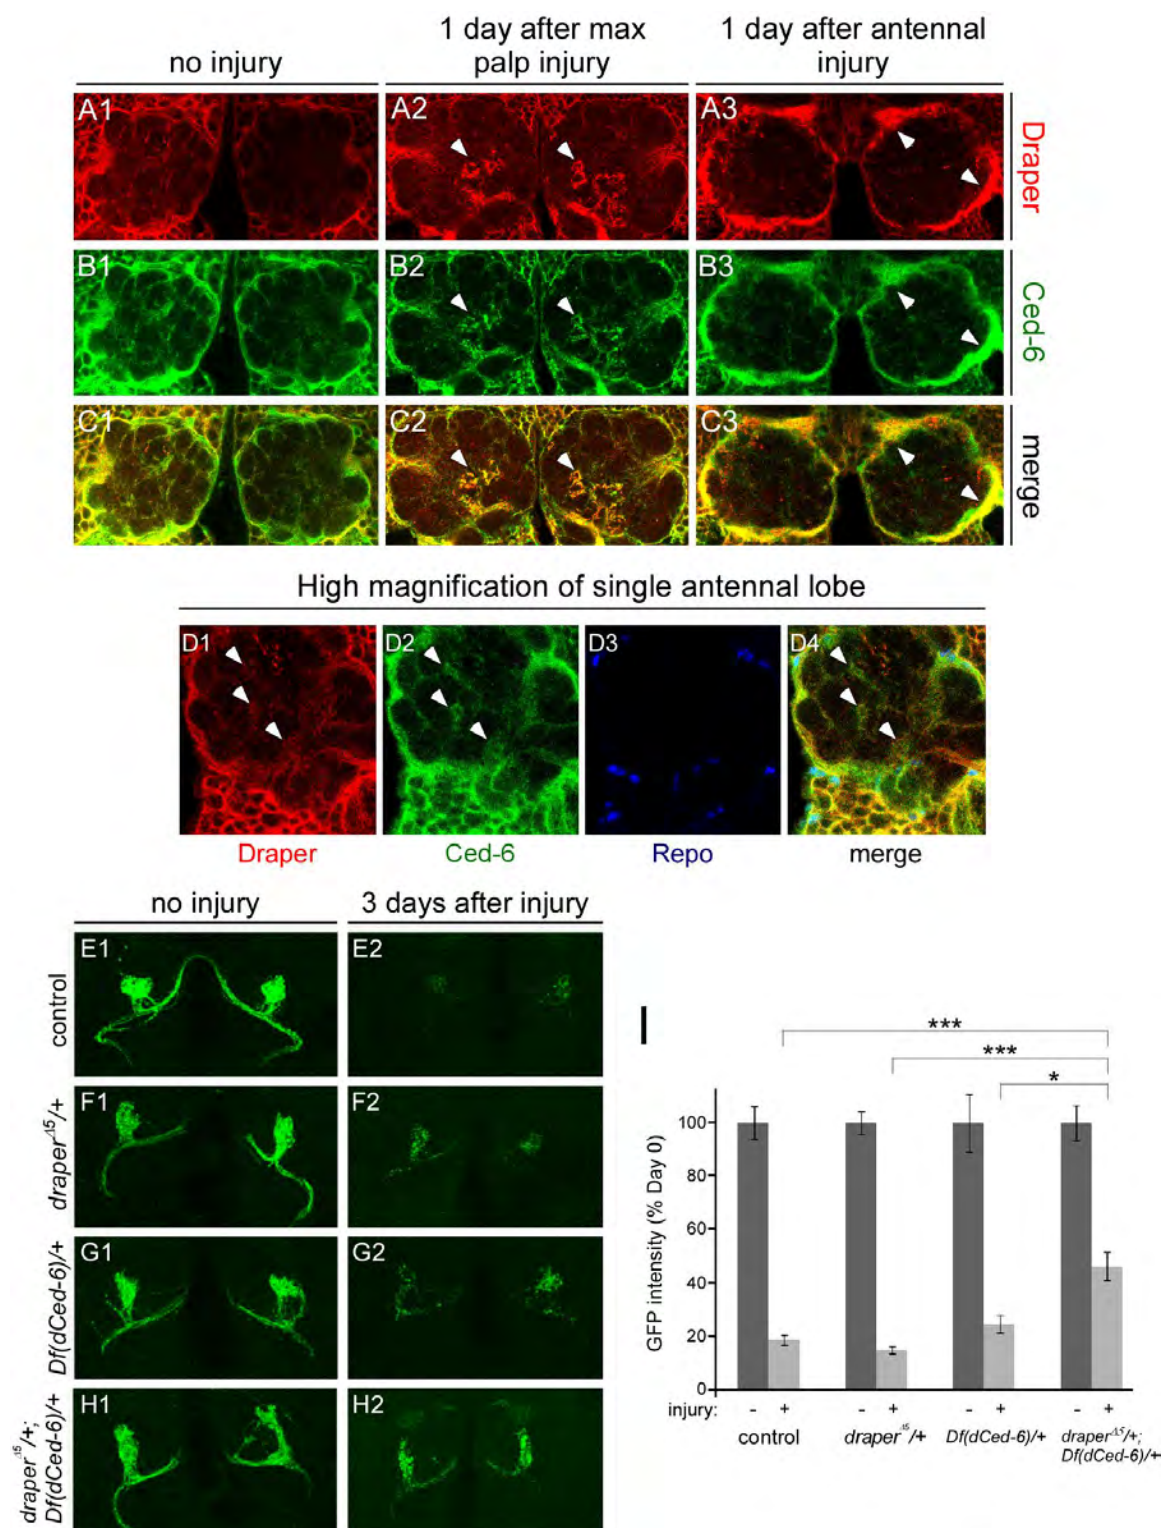 no injury
1 day after max
palp injury
1 day after antennal
injury
A1
A2
A3
Draper
B1
B2
B3
Ced-6
C1
C2
C3
merge
High magnification of single antennal lobe
D1
D2
D3
D4
Draper
Ced-6
Repo
merge
no injury
3 days after injury
E1
E2
control
F1
F2
draper^Δ15/+
G1
G2
Df(dCed-6)/+
H1
H2
draper^Δ15/+;
Df(dCed-6)/+
I
***
***
*
GFP intensity (% Day 0)
100
80
60
40
20
0
injury: - + - + - + - +
control
draper^Δ15/+
Df(dCed-6)/+
draper^Δ15/+;
Df(dCed-6)/+